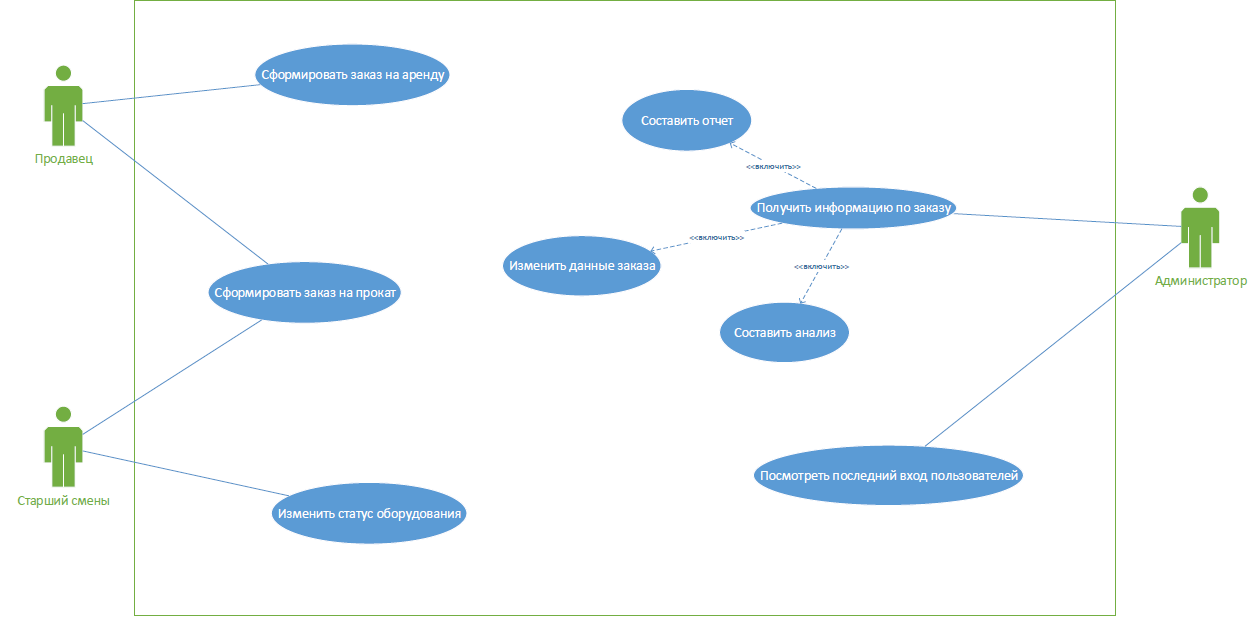 Сформировать заказ на аренду
Продавец
Составить отчет
<<включить>>
Получить информацию по заказу
<<включить>>
Изменить данные заказа
<<включить>>
Администратор
Сформировать заказ на прокат
Составить анализ
Старший смены
Посмотреть последний вход пользователей
Изменить статус оборудования